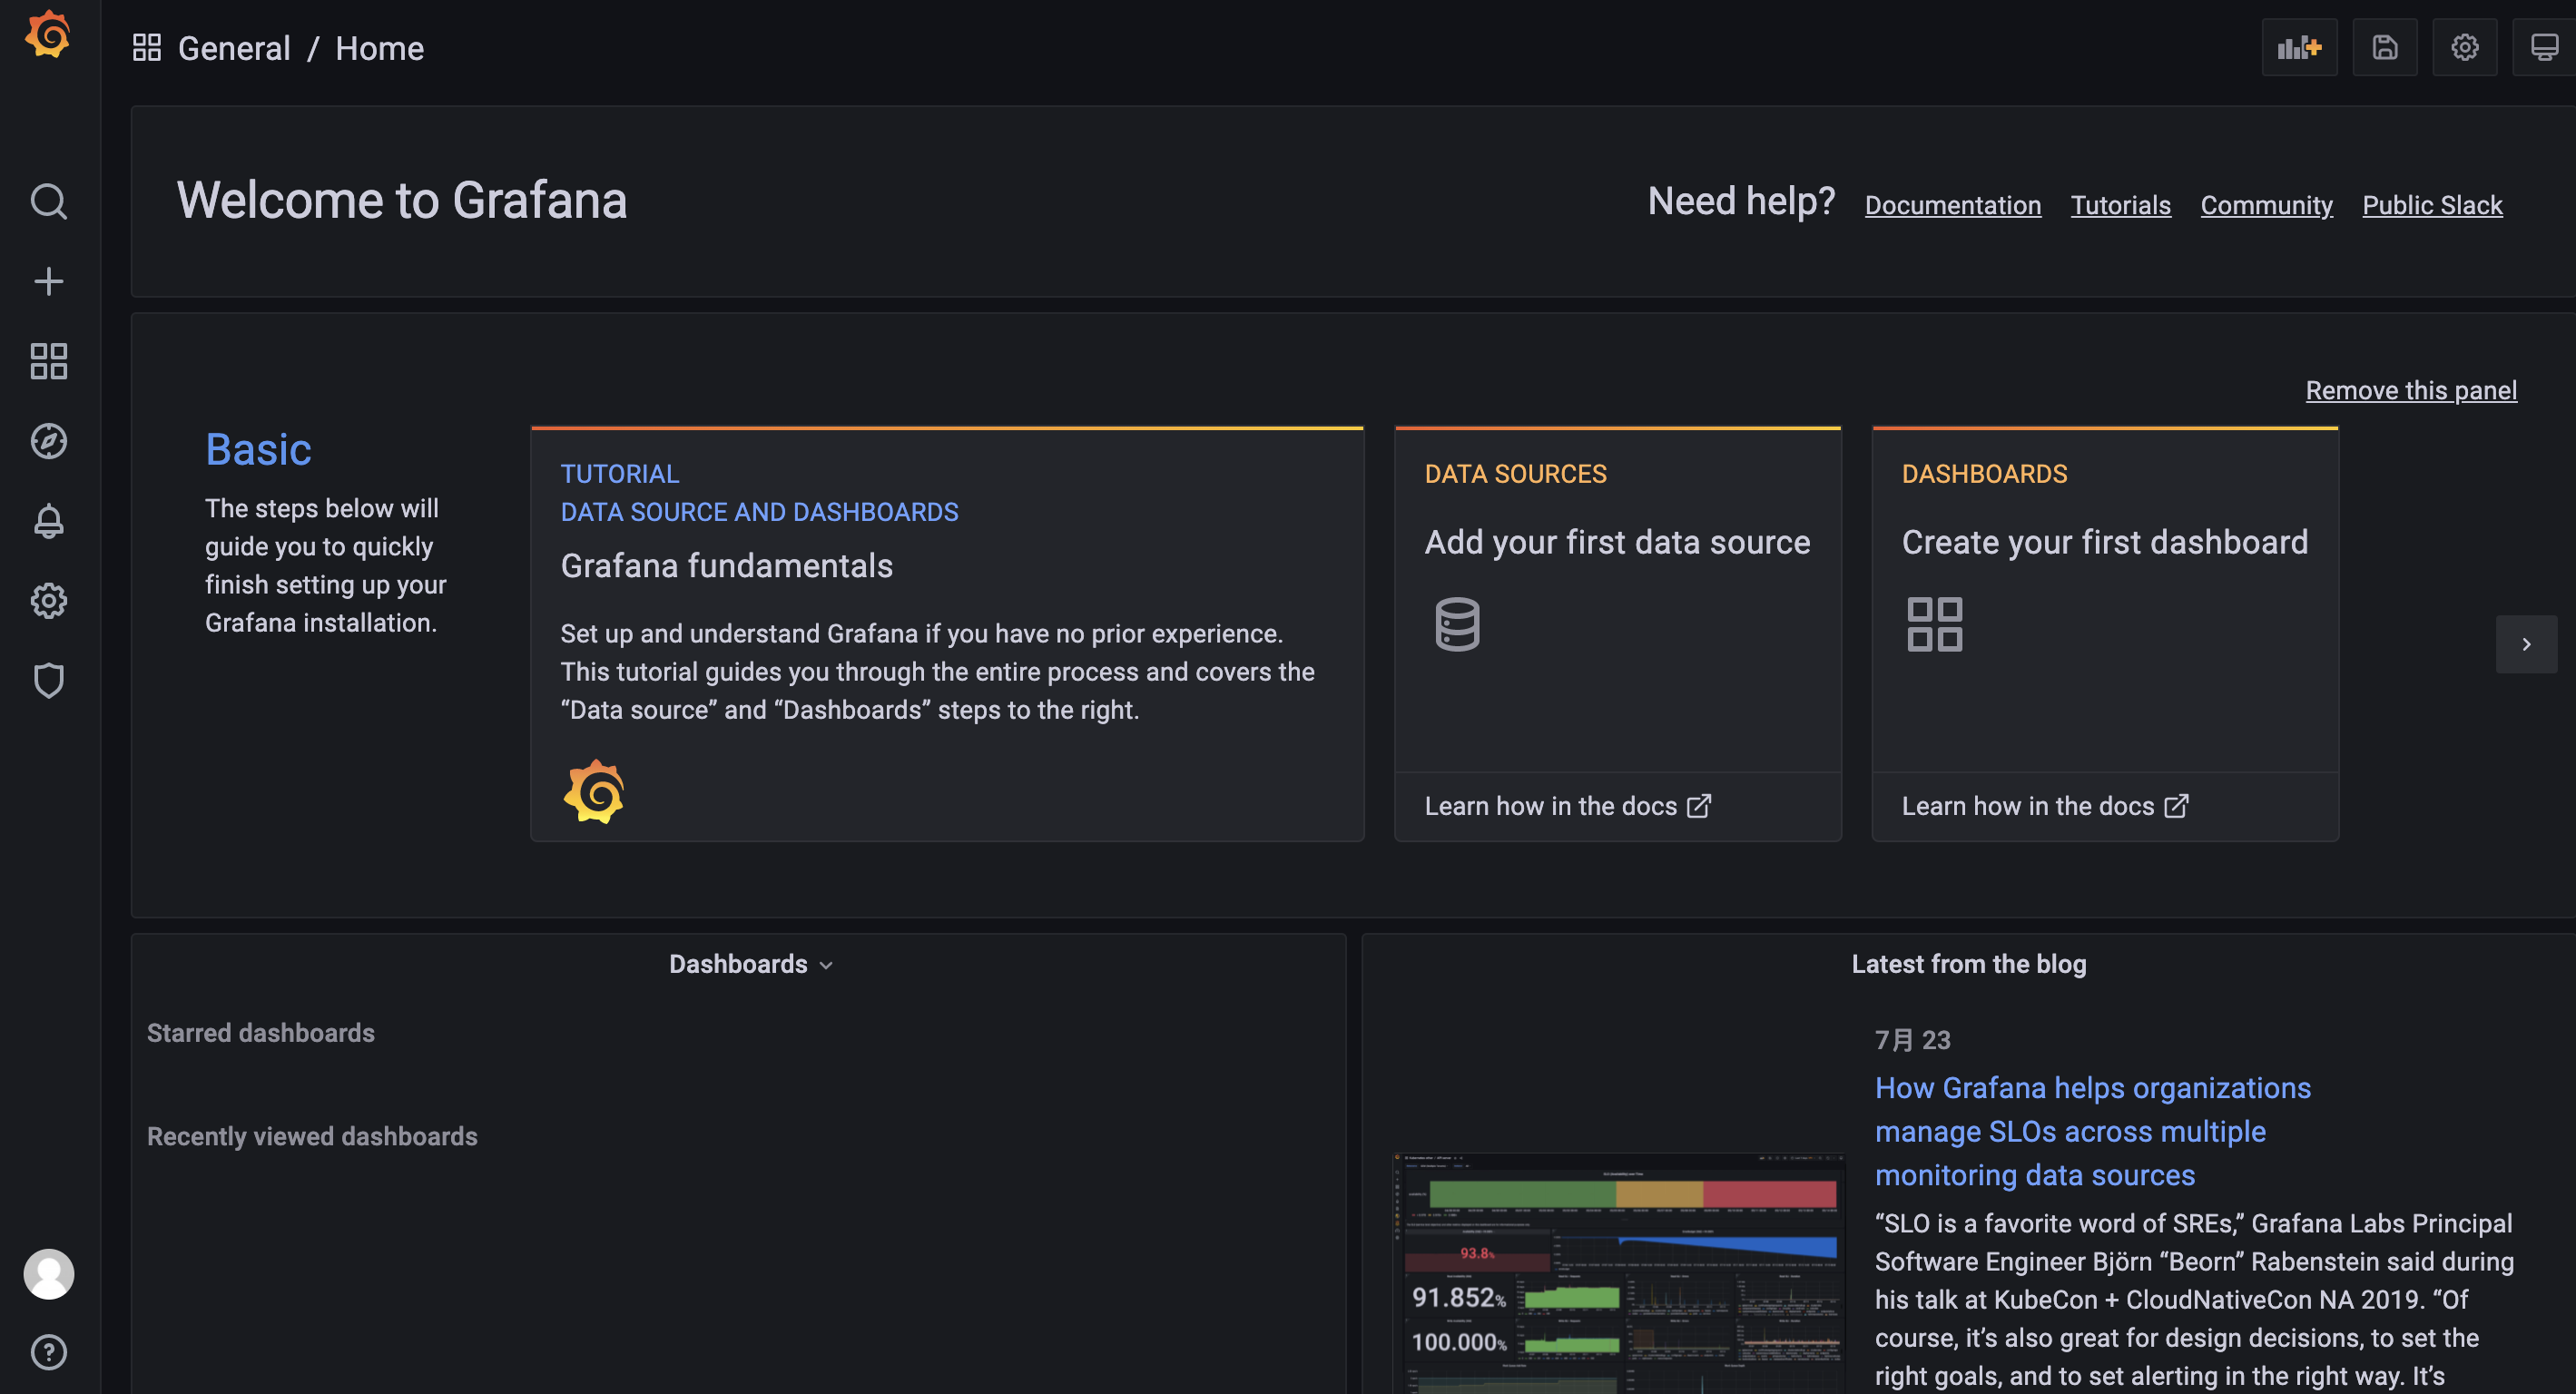 General / Home
Welcome to Grafana
Need help? Documentation Tutorials Community Public Slack
Remove this panel
Basic
The steps below will
guide you to quickly
finish setting up your
Grafana installation.
TUTORIAL
DATA SOURCE AND DASHBOARDS
Grafana fundamentals
Set up and understand Grafana if you have no prior experience.
This tutorial guides you through the entire process and covers the
“Data source” and “Dashboards” steps to the right.
DATA SOURCES
Add your first data source
Learn how in the docs
DASHBOARDS
Create your first dashboard
Learn how in the docs
Dashboards
Starred dashboards
Recently viewed dashboards
Latest from the blog
7月 23
How Grafana helps organizations
manage SLOs across multiple
monitoring data sources
“SLO is a favorite word of SREs,” Grafana Labs Principal
Software Engineer Björn “Beorn” Rabenstein said during
his talk at KubeCon + CloudNativeCon NA 2019. “Of
course, it’s also great for design decisions, to set the
right goals, and to set alerting in the right way. It’s
93.8%
91.852%
100.000%